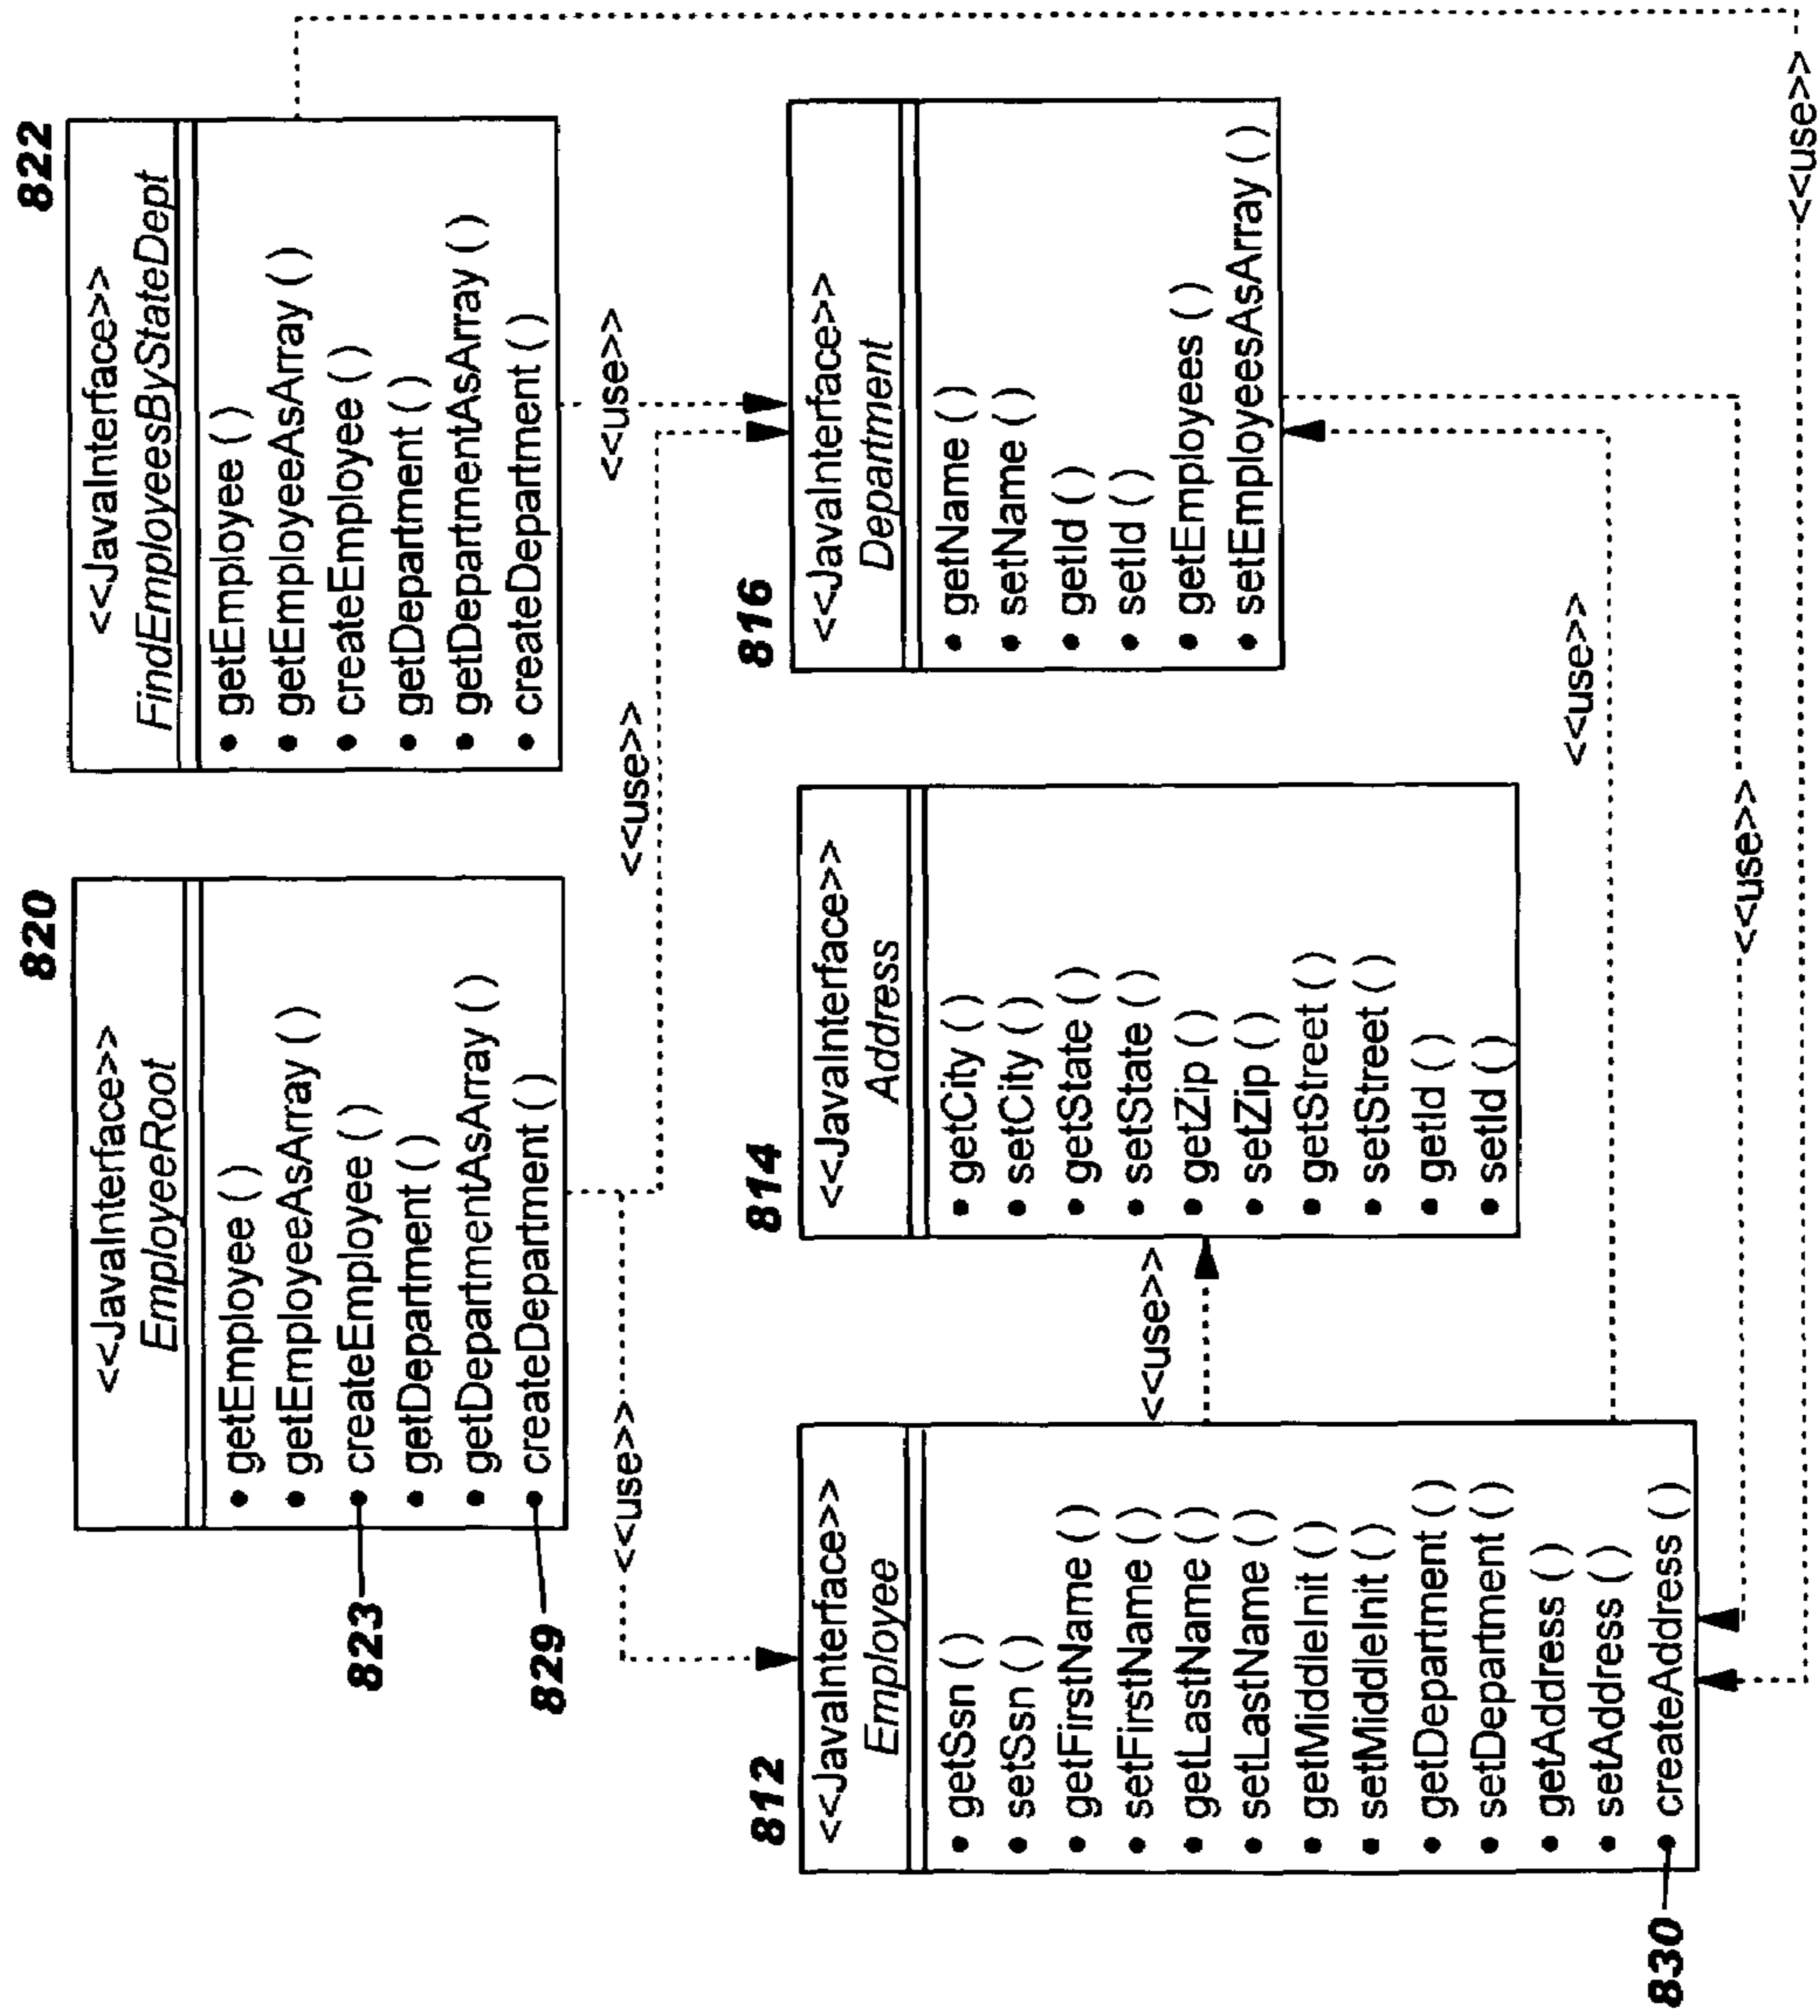 820
<<JavaInterface>>
EmployeeRoot
• getEmployee ( )
• getEmployeeAsArray ( )
• createEmployee ( )
• getDepartment ( )
• getDepartmentAsArray ( )
• createDepartment ( )
823
829
822
<<JavaInterface>>
FindEmployeesByStateDept
• getEmployee ( )
• getEmployeeAsArray ( )
• createEmployee ( )
• getDepartment ( )
• getDepartmentAsArray ( )
• createDepartment ( )
<<use>>
<<use>>
<<use>>
812
<<JavaInterface>>
Employee
• getSsn ( )
• setSsn ( )
• getFirstName ( )
• setFirstName ( )
• getLastName ( )
• setLastName ( )
• getMiddleInit ( )
• setMiddleInit ( )
• getDepartment ( )
• setDepartment ( )
• getAddress ( )
• setAddress ( )
• createAddress ( )
830
<<use>>
814
<<JavaInterface>>
Address
• getCity ( )
• setCity ( )
• getState ( )
• setState ( )
• getZip ( )
• setZip ( )
• getStreet ( )
• setStreet ( )
• getId ( )
• setId ( )
816
<<JavaInterface>>
Department
• getName ( )
• setName ( )
• getId ( )
• setId ( )
• getEmployees ( )
• setEmployeesAsArray ( )
<<use>>
<<use>>
<<use>>